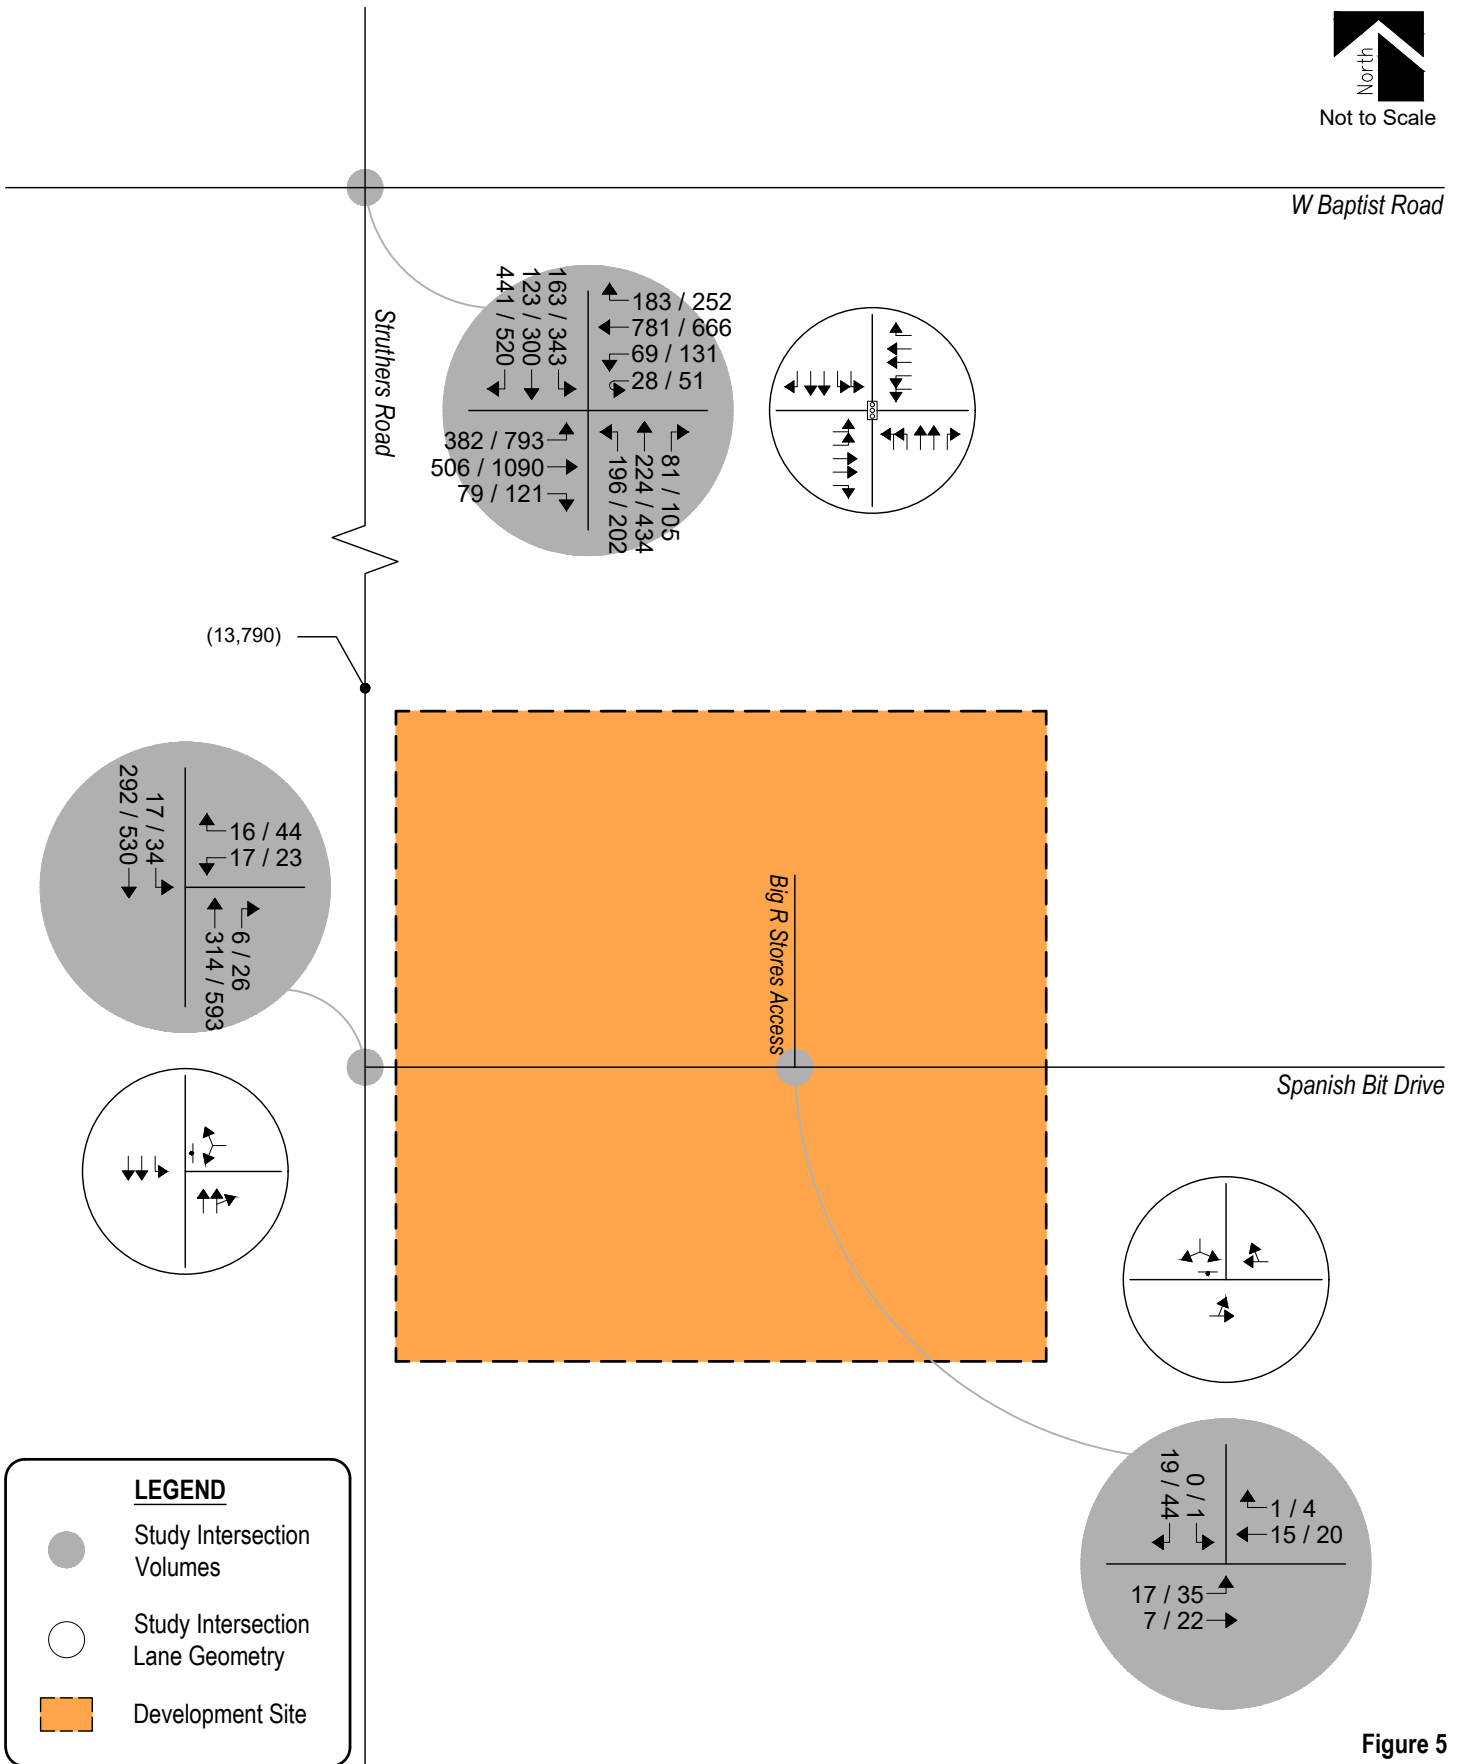 North
Not to Scale
W Baptist Road
Struthers Road
163 / 343
123 / 300
441 / 520
183 / 252
781 / 666
69 / 131
28 / 51
382 / 793
506 / 1090
79 / 121
81 / 105
224 / 434
196 / 202
(13,790)
17 / 34
292 / 530
16 / 44
17 / 23
6 / 26
314 / 593
Big R Stores Access
Spanish Bit Drive
0 / 1
19 / 44
1 / 4
15 / 20
17 / 35
7 / 22
LEGEND
Study Intersection
Volumes
Study Intersection
Lane Geometry
Development Site
Figure 5